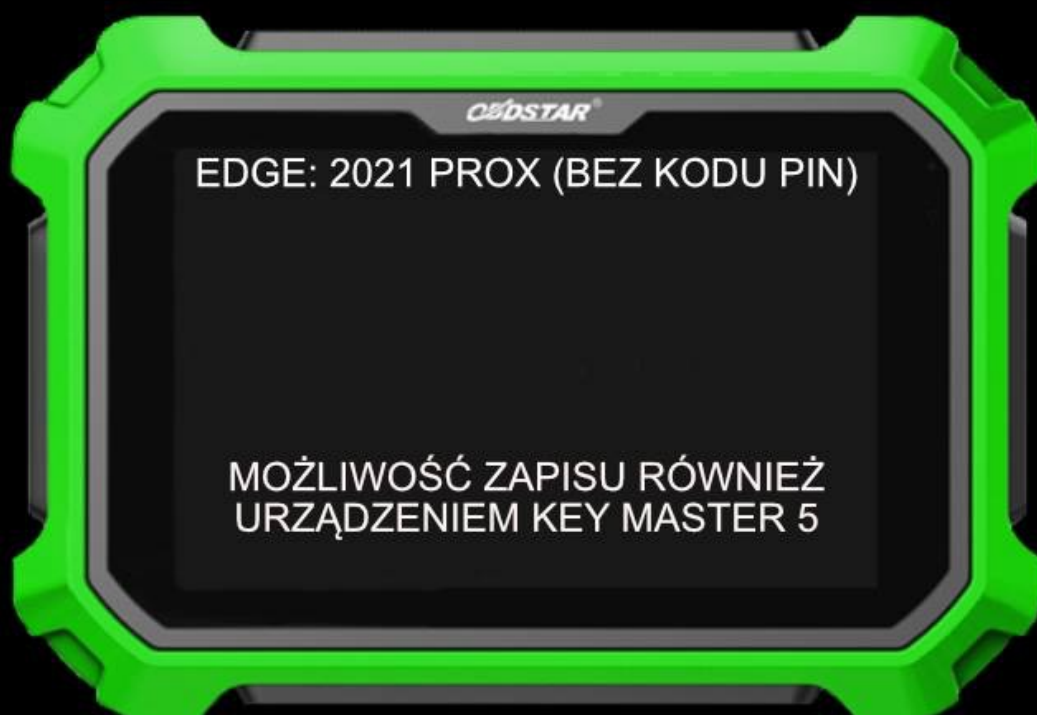 OBDSTAR®
EDGE: 2021 PROX (BEZ KODU PIN)
MOŻLIWOŚĆ ZAPISU RÓWNIEŻ
URZĄDZENIEM KEY MASTER 5